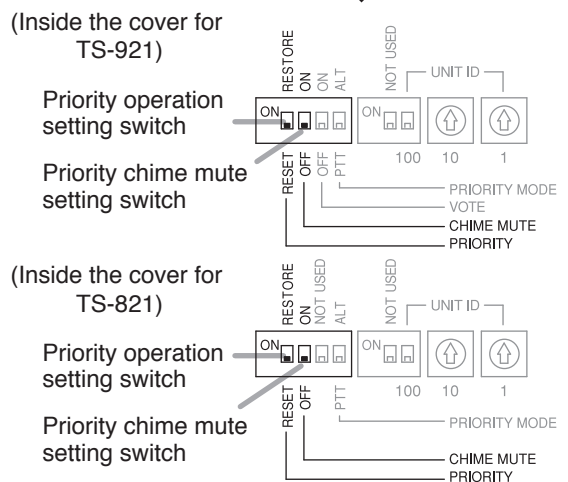 (Inside the cover for
TS-921)
RESTORE
ON
ON
ALT
NOT USED
UNIT ID
Priority operation
setting switch
ON
ON
Priority chime mute
setting switch
RESET
OFF
OFF
PTT
100
10
1
PRIORITY MODE
VOTE
CHIME MUTE
PRIORITY
(Inside the cover for
TS-821)
RESTORE
ON
NOT USED
ALT
NOT USED
UNIT ID
Priority operation
setting switch
ON
ON
Priority chime mute
setting switch
RESET
OFF
PTT
100
10
1
PRIORITY MODE
CHIME MUTE
PRIORITY